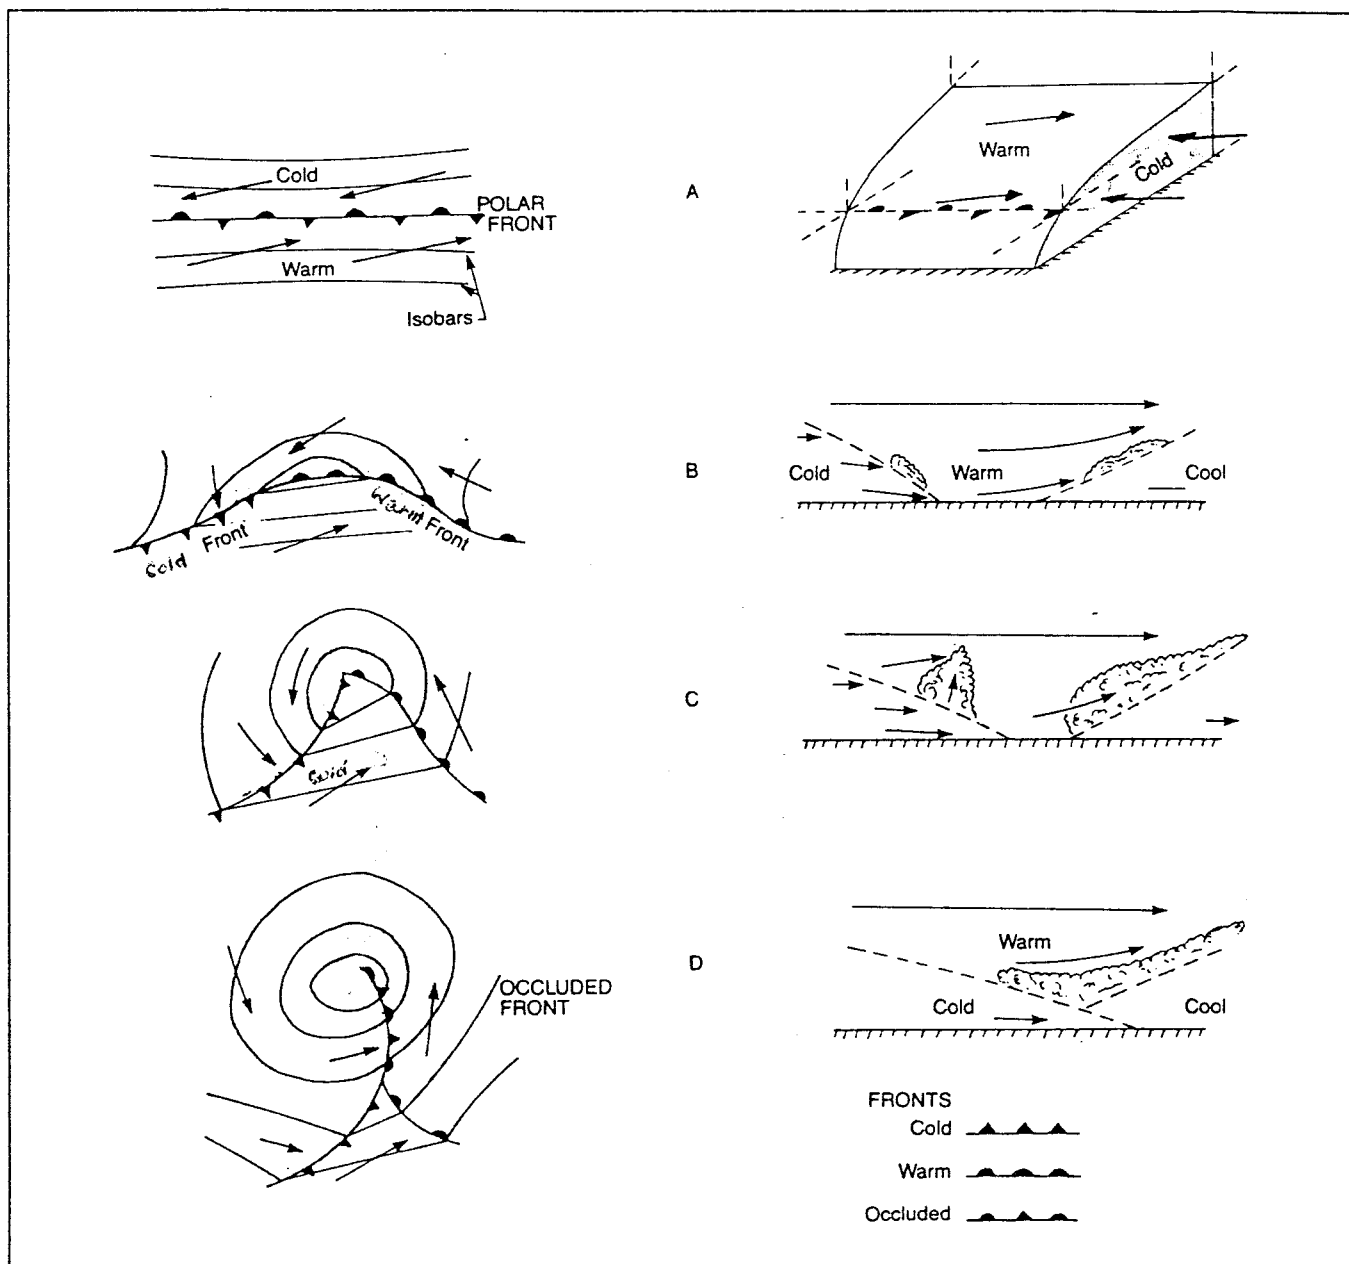 Cold
POLAR
FRONT
Warm
Isobars
A
Warm
Cold
Cold Front
Warm Front
B
Cold
Warm
Cool
C
OCCLUDED
FRONT
D
Warm
Cold
Cool
FRONTS
Cold
Warm
Occluded